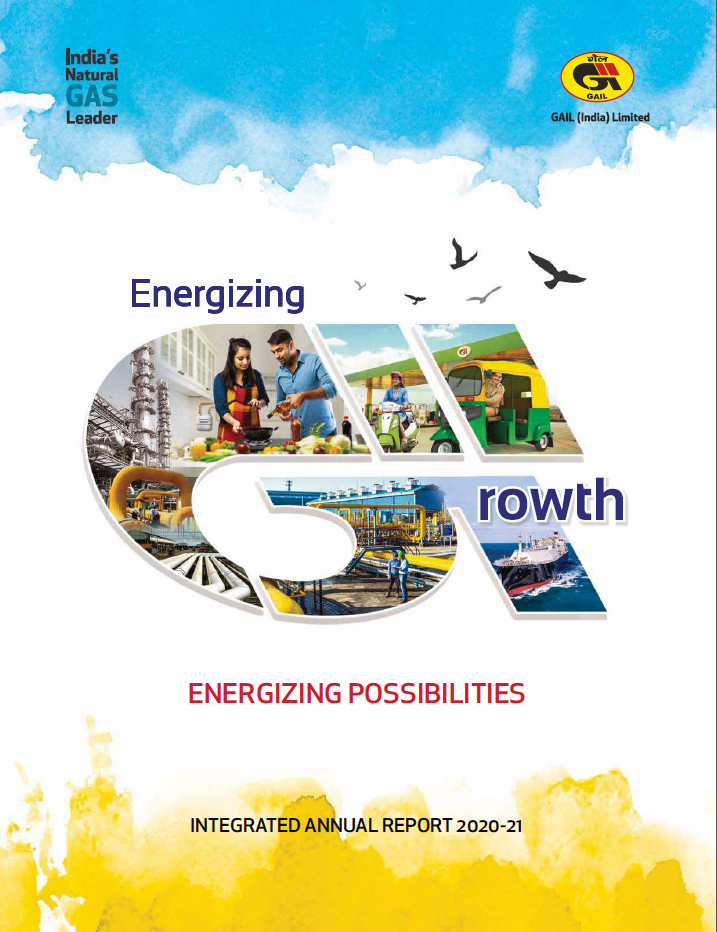 India's
Natural
GAS
Leader
गेल
GAIL
GAIL (India) Limited
Energizing
rowth
ENERGIZING POSSIBILITIES
INTEGRATED ANNUAL REPORT 2020-21